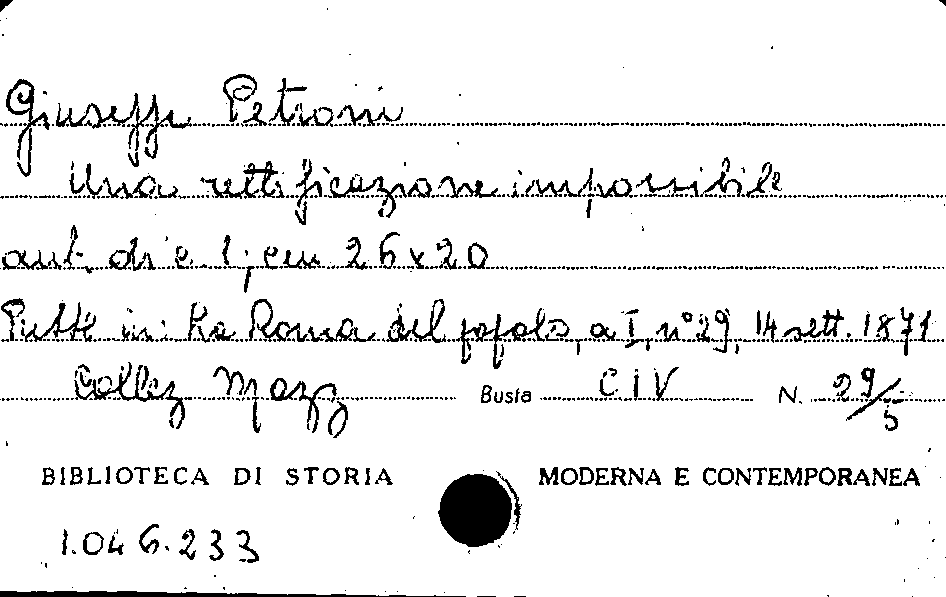 Giuseppe Petroni
Una rettificazione impossibile
aut. di c. 1; cm 26x20
Pubbl in: La Roma del popolo, a I, n° 29, 14 sett. 1871
Collez Mazz Busta CIV N. 29/5
BIBLIOTECA DI STORIA MODERNA E CONTEMPORANEA
1.046.233